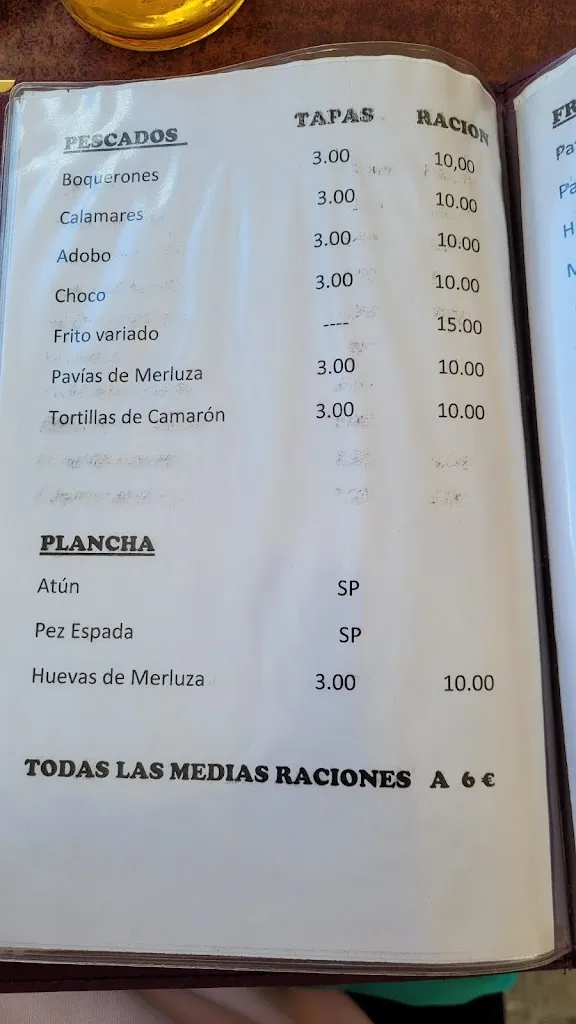 PESCADOS TAPAS RACION
Boquerones 3.00 10,00
Calamares 3.00 10.00
Adobo 3.00 10.00
Choco 3.00 10.00
Frito variado ---- 15.00
Pavías de Merluza 3.00 10.00
Tortillas de Camarón 3.00 10.00
PLANCHA
Atún SP
Pez Espada SP
Huevas de Merluza 3.00 10.00
TODAS LAS MEDIAS RACIONES A 6 €